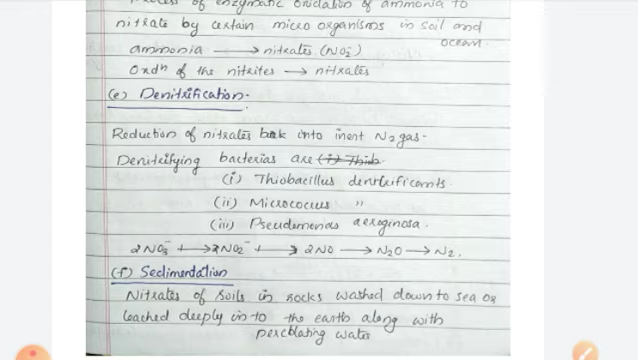 Process of enzymatic oxidation of ammonia to
nitrate by certain micro organisms in soil and
ocean.
ammonia → nitrates (NO₂⁻)
Oxdⁿ of the nitrites → nitrates
(e) Denitrification.
Reduction of nitrates back into inert N₂ gas.
Denitrifying bacterias are (i) Thiob
(i) Thiobacillus denitrificants.
(ii) Micrococcus "
(iii) Pseudomonas aeroginosa.
2NO₃⁻ + → 2NO₂⁻ + → 2NO → N₂O → N₂.
(f) Sedimentation
Nitrates of soils in rocks washed down to sea or
leached deeply in to the earth along with
percolating water